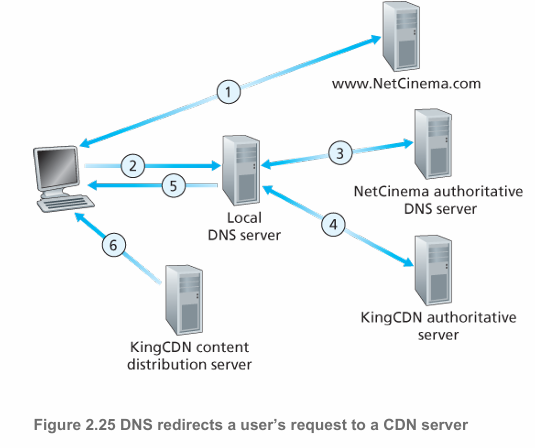 1
www.NetCinema.com
2
3
5
NetCinema authoritative
DNS server
Local
DNS server
4
6
KingCDN authoritative
server
KingCDN content
distribution server
Figure 2.25 DNS redirects a user’s request to a CDN server